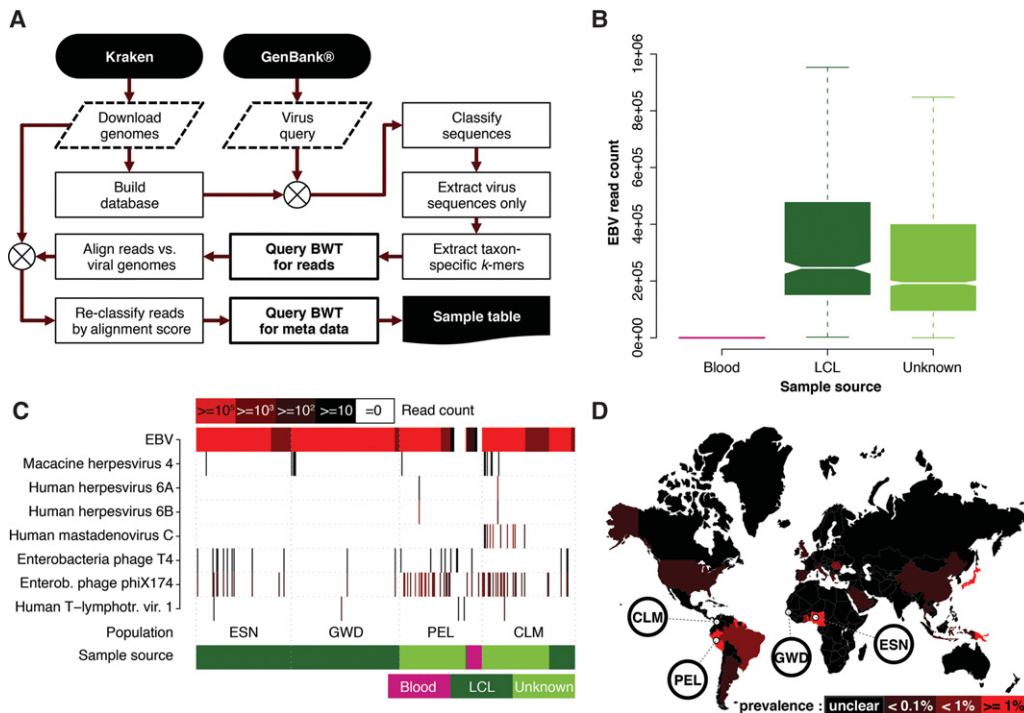 A
Kraken
GenBank®
Download
genomes
Virus
query
Classify
sequences
Build
database
Extract virus
sequences only
Align reads vs.
viral genomes
Query BWT
for reads
Extract taxon-
specific k-mers
Re-classify reads
by alignment score
Query BWT
for meta data
Sample table
B
EBV read count
1e+06
8e+05
6e+05
4e+05
2e+05
0e+00
Blood
LCL
Unknown
Sample source
C
>=10⁵ >=10³ >=10² >=10 =0 Read count
EBV
Macacine herpesvirus 4
Human herpesvirus 6A
Human herpesvirus 6B
Human mastadenovirus C
Enterobacteria phage T4
Enterob. phage phiX174
Human T-lymphotr. vir. 1
Population ESN GWD PEL CLM
Sample source
Blood LCL Unknown
D
CLM
PEL
GWD
ESN
prevalence : unclear < 0.1% < 1% >= 1%